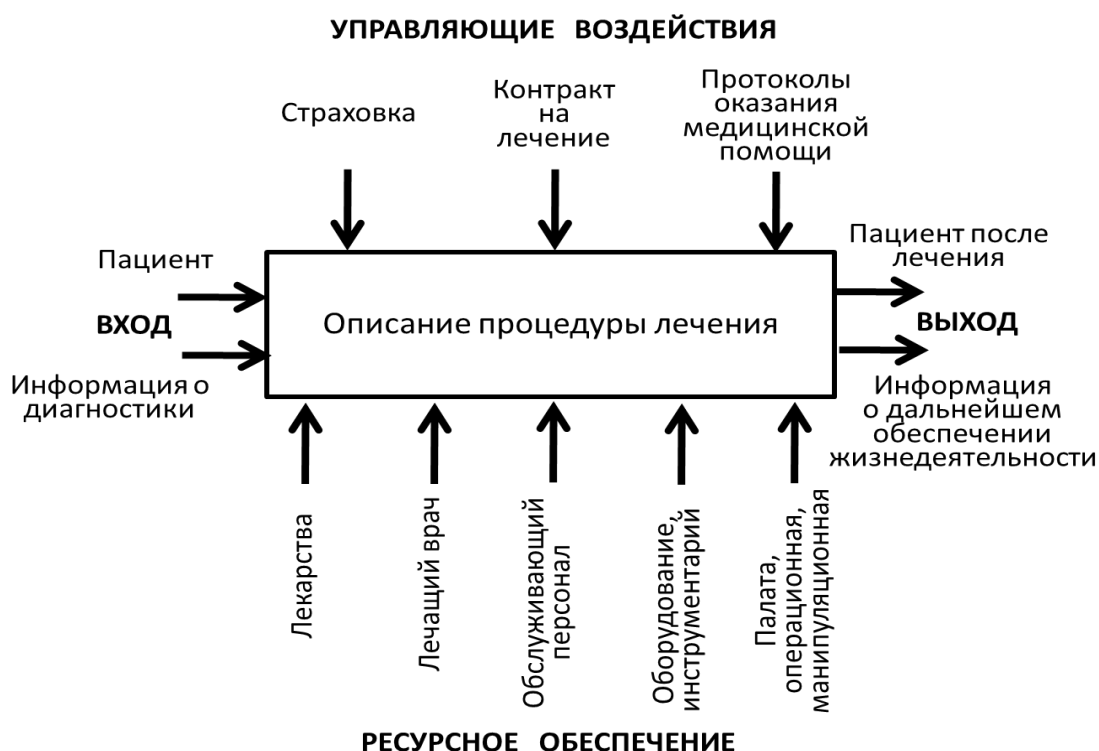 УПРАВЛЯЮЩИЕ ВОЗДЕЙСТВИЯ
Страховка
Контракт
на
лечение
Протоколы
оказания
медицинской
помощи
Пациент
ВХОД
Информация о
диагностики
Описание процедуры лечения
Пациент после
лечения
ВЫХОД
Информация
о дальнейшем
обеспечении
жизнедеятельности
Лекарства
Лечащий врач
Обслуживающий
персонал
Оборудование,
инструментарий
Палата,
операционная,
манипуляционная
РЕСУРСНОЕ ОБЕСПЕЧЕНИЕ